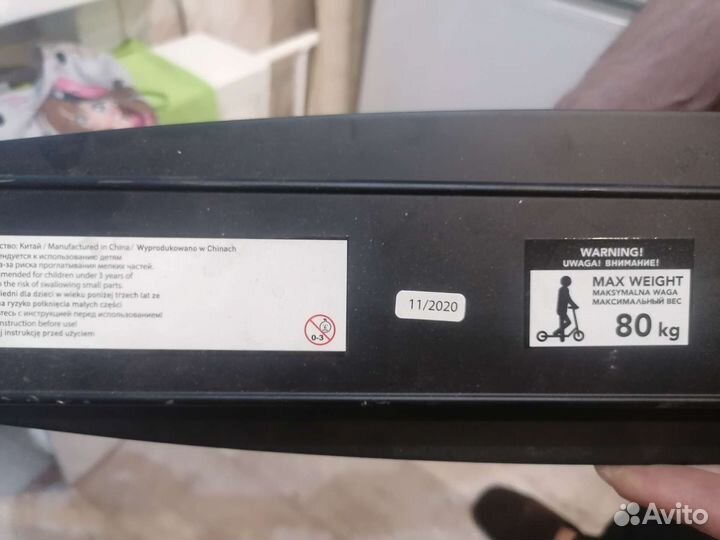 ство: Китай / Manufactured in China / Wyprodukowano w Chinach
ендуется к использованию детям
а-за риска проглатывания мелких частей.
mended for children under 3 years of
o the risk of swallowing small parts.
iedni dla dzieci w wieku poniżej trzech lat ze
na ryzyko połknięcia małych części
тесь с инструкцией перед использованием!
nstruction before use!
j instrukcję przed użyciem
0-3
11/2020
WARNING!
UWAGA! ВНИМАНИЕ!
MAX WEIGHT
MAKSYMALNA WAGA
МАКСИМАЛЬНЫЙ ВЕС
80 kg
Avito